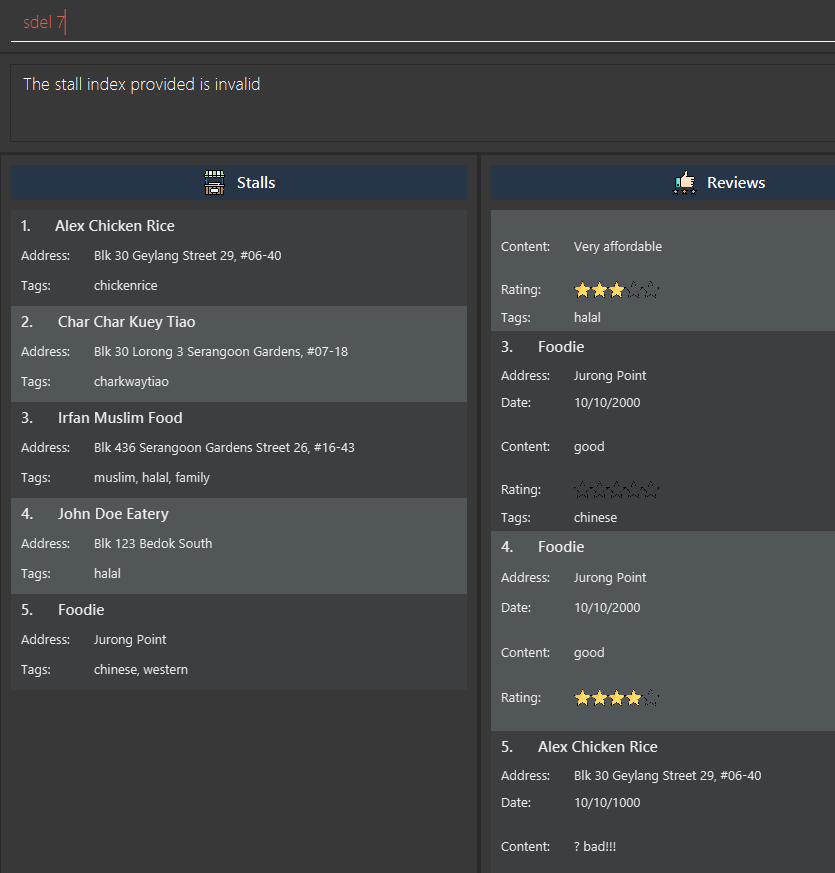 sdel 7
The stall index provided is invalid
Stalls
1. Alex Chicken Rice
Address: Blk 30 Geylang Street 29, #06-40
Tags: chickenrice
2. Char Char Kuey Tiao
Address: Blk 30 Lorong 3 Serangoon Gardens, #07-18
Tags: charkwaytiao
3. Irfan Muslim Food
Address: Blk 436 Serangoon Gardens Street 26, #16-43
Tags: muslim, halal, family
4. John Doe Eatery
Address: Blk 123 Bedok South
Tags: halal
5. Foodie
Address: Jurong Point
Tags: chinese, western
Reviews
Content: Very affordable
Rating:
Tags: halal
3. Foodie
Address: Jurong Point
Date: 10/10/2000
Content: good
Rating:
Tags: chinese
4. Foodie
Address: Jurong Point
Date: 10/10/2000
Content: good
Rating:
5. Alex Chicken Rice
Address: Blk 30 Geylang Street 29, #06-40
Date: 10/10/1000
Content: ? bad!!!